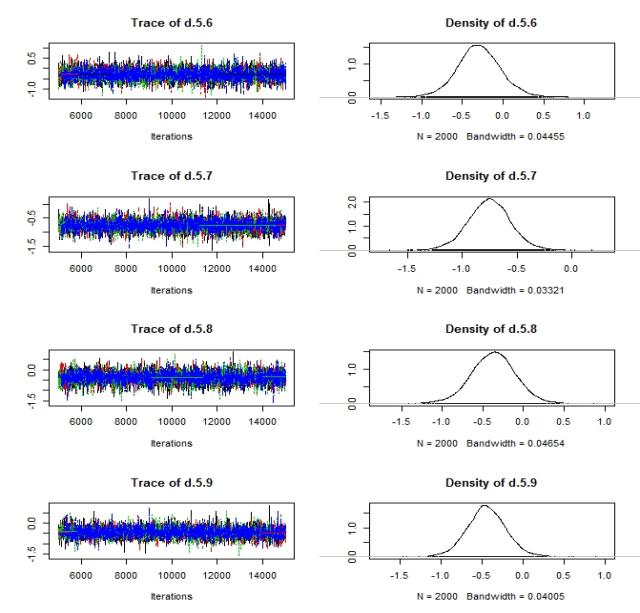 Trace of d.5.6
Density of d.5.6
0.5
-1.0
6000 8000 10000 12000 14000
Iterations
1.0
0.0
-1.5 -1.0 -0.5 0.0 0.5 1.0
N = 2000 Bandwidth = 0.04455
Trace of d.5.7
Density of d.5.7
-0.5
-1.5
6000 8000 10000 12000 14000
Iterations
2.0
1.0
0.0
-1.5 -1.0 -0.5 0.0
N = 2000 Bandwidth = 0.03321
Trace of d.5.8
Density of d.5.8
0.0
-1.5
6000 8000 10000 12000 14000
Iterations
1.0
0.0
-1.5 -1.0 -0.5 0.0 0.5 1.0
N = 2000 Bandwidth = 0.04654
Trace of d.5.9
Density of d.5.9
0.0
-1.5
6000 8000 10000 12000 14000
Iterations
1.0
0.0
-1.5 -1.0 -0.5 0.0 0.5 1.0
N = 2000 Bandwidth = 0.04005